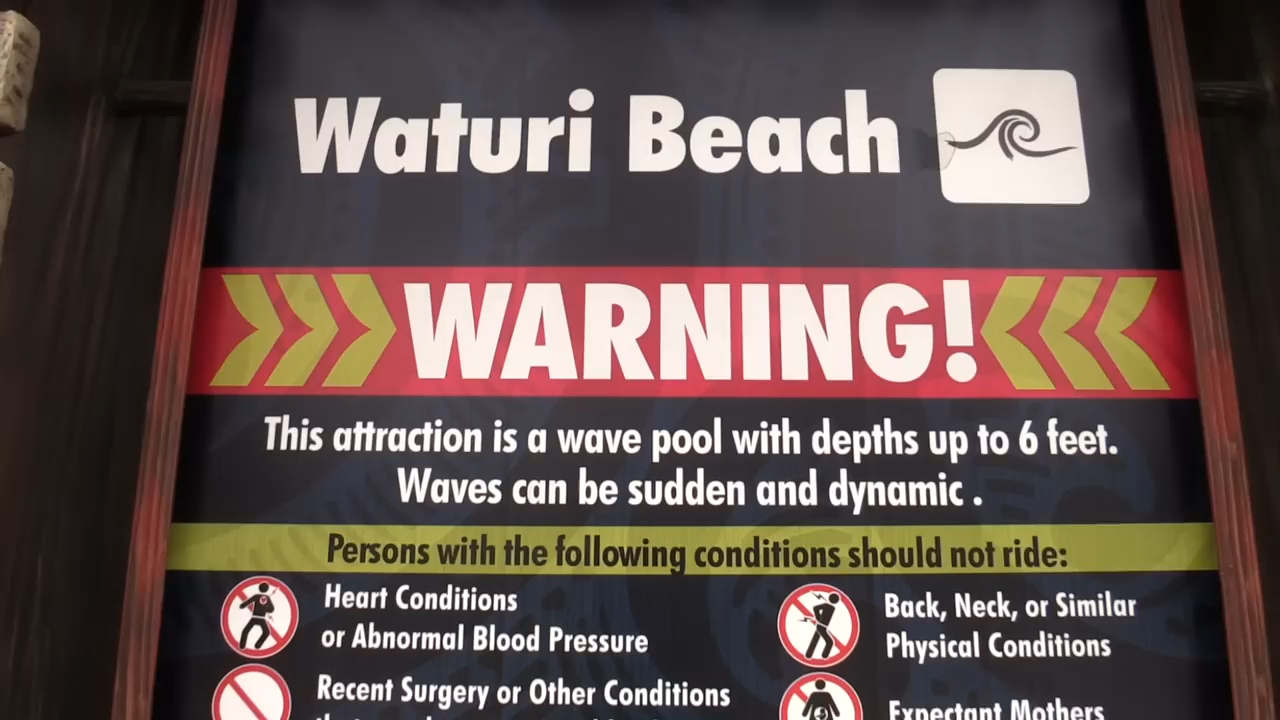 Waturi Beach
WARNING!
This attraction is a wave pool with depths up to 6 feet.
Waves can be sudden and dynamic .
Persons with the following conditions should not ride:
Heart Conditions
or Abnormal Blood Pressure
Back, Neck, or Similar
Physical Conditions
Recent Surgery or Other Conditions
Expectant Mothers